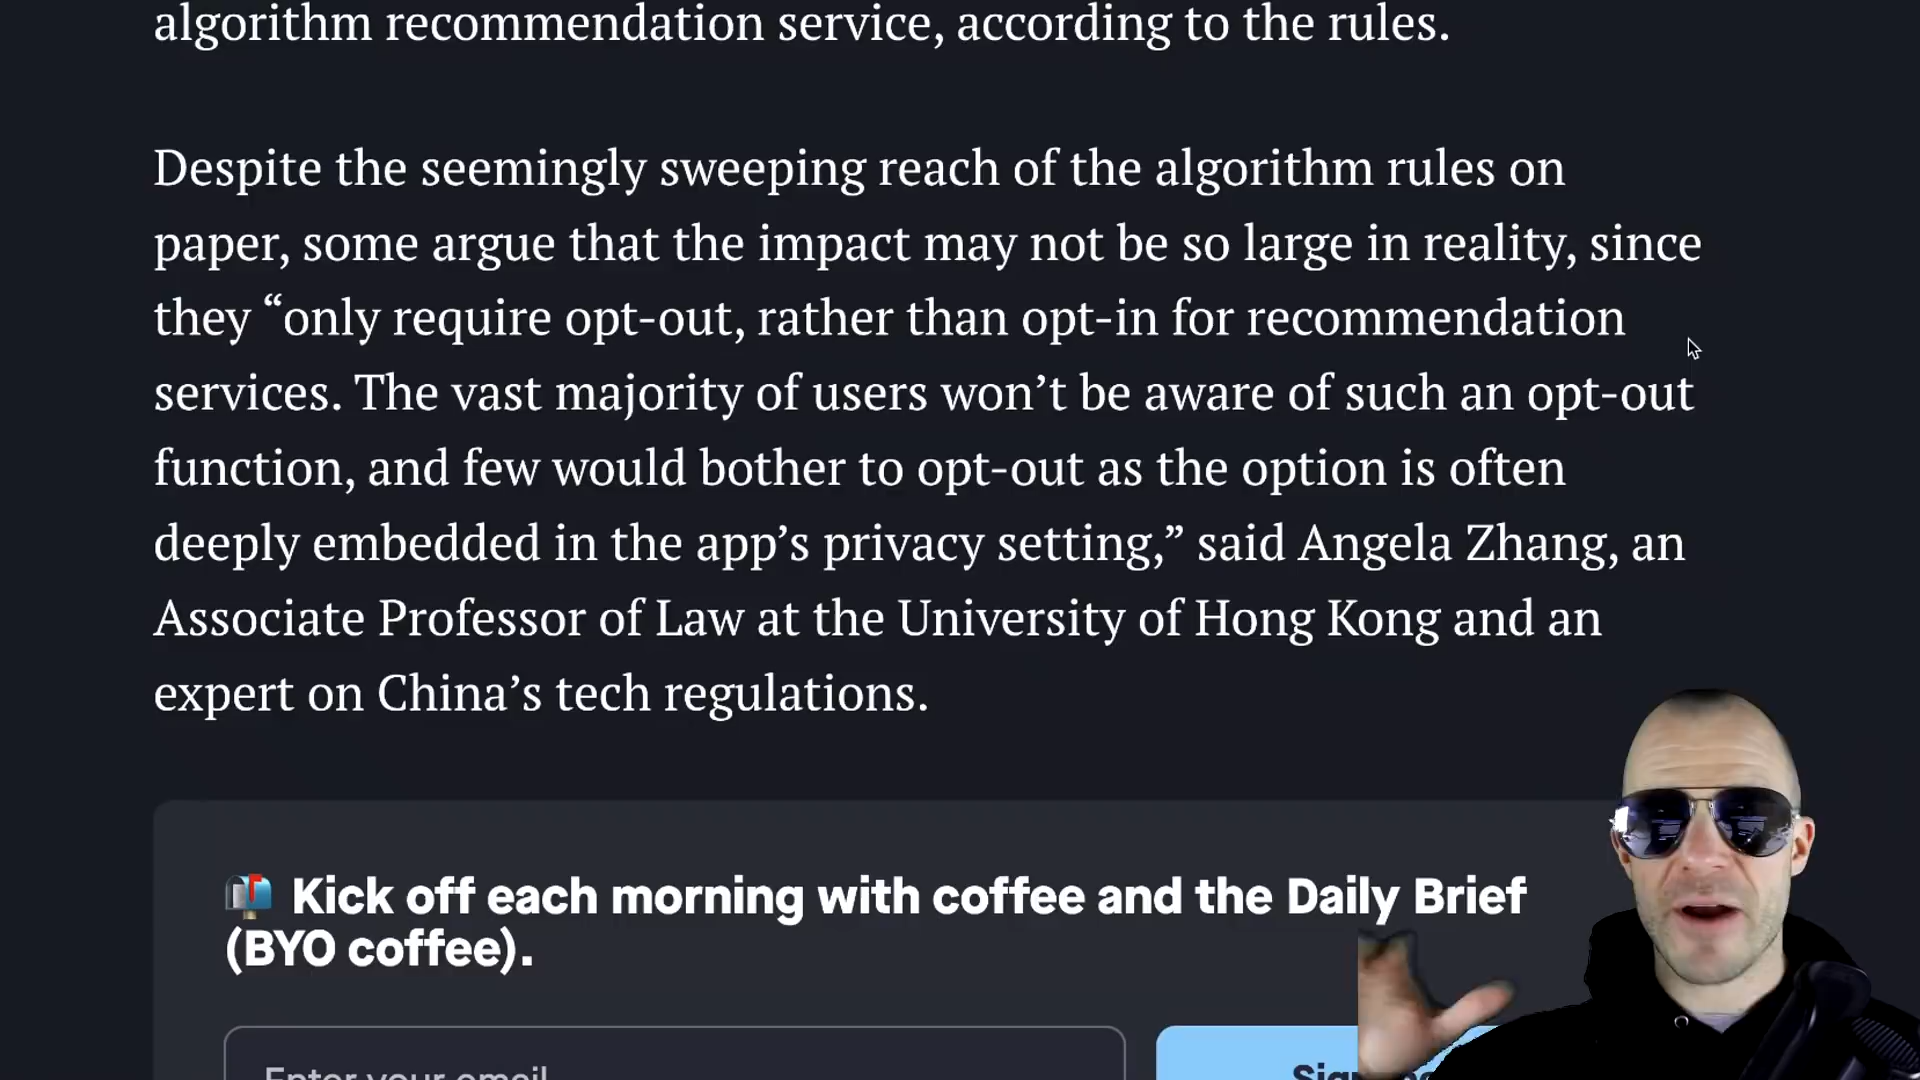 algorithm recommendation service, according to the rules.
Despite the seemingly sweeping reach of the algorithm rules on
paper, some argue that the impact may not be so large in reality, since
they “only require opt-out, rather than opt-in for recommendation
services. The vast majority of users won’t be aware of such an opt-out
function, and few would bother to opt-out as the option is often
deeply embedded in the app’s privacy setting,” said Angela Zhang, an
Associate Professor of Law at the University of Hong Kong and an
expert on China’s tech regulations.
Kick off each morning with coffee and the Daily Brief
(BYO coffee).
Enter your email